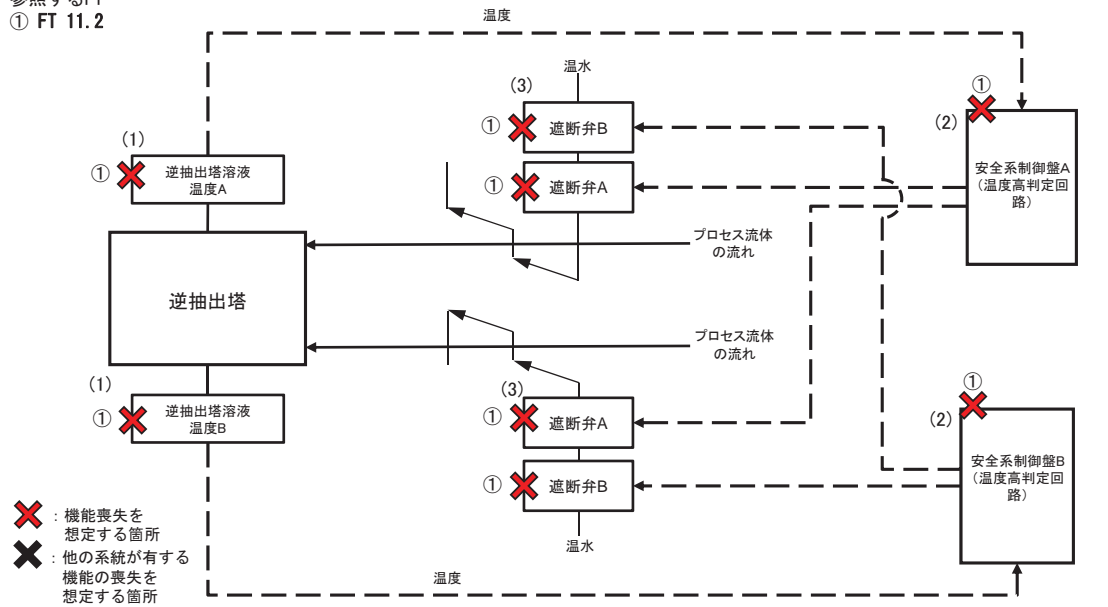 ① FT 11.2
温度
温水
(3)
①
遮断弁B
①
遮断弁A
①
(2)
安全系制御盤A
(温度高判定回
路)
(1)
①
逆抽出塔溶液
温度A
プロセス流体
の流れ
逆抽出塔
プロセス流体
の流れ
(1)
①
逆抽出塔溶液
温度B
(3)
①
遮断弁A
①
遮断弁B
温水
①
(2)
安全系制御盤B
(温度高判定回
路)
:機能喪失を
想定する箇所
:他の系統が有する
機能の喪失を
想定する箇所
温度